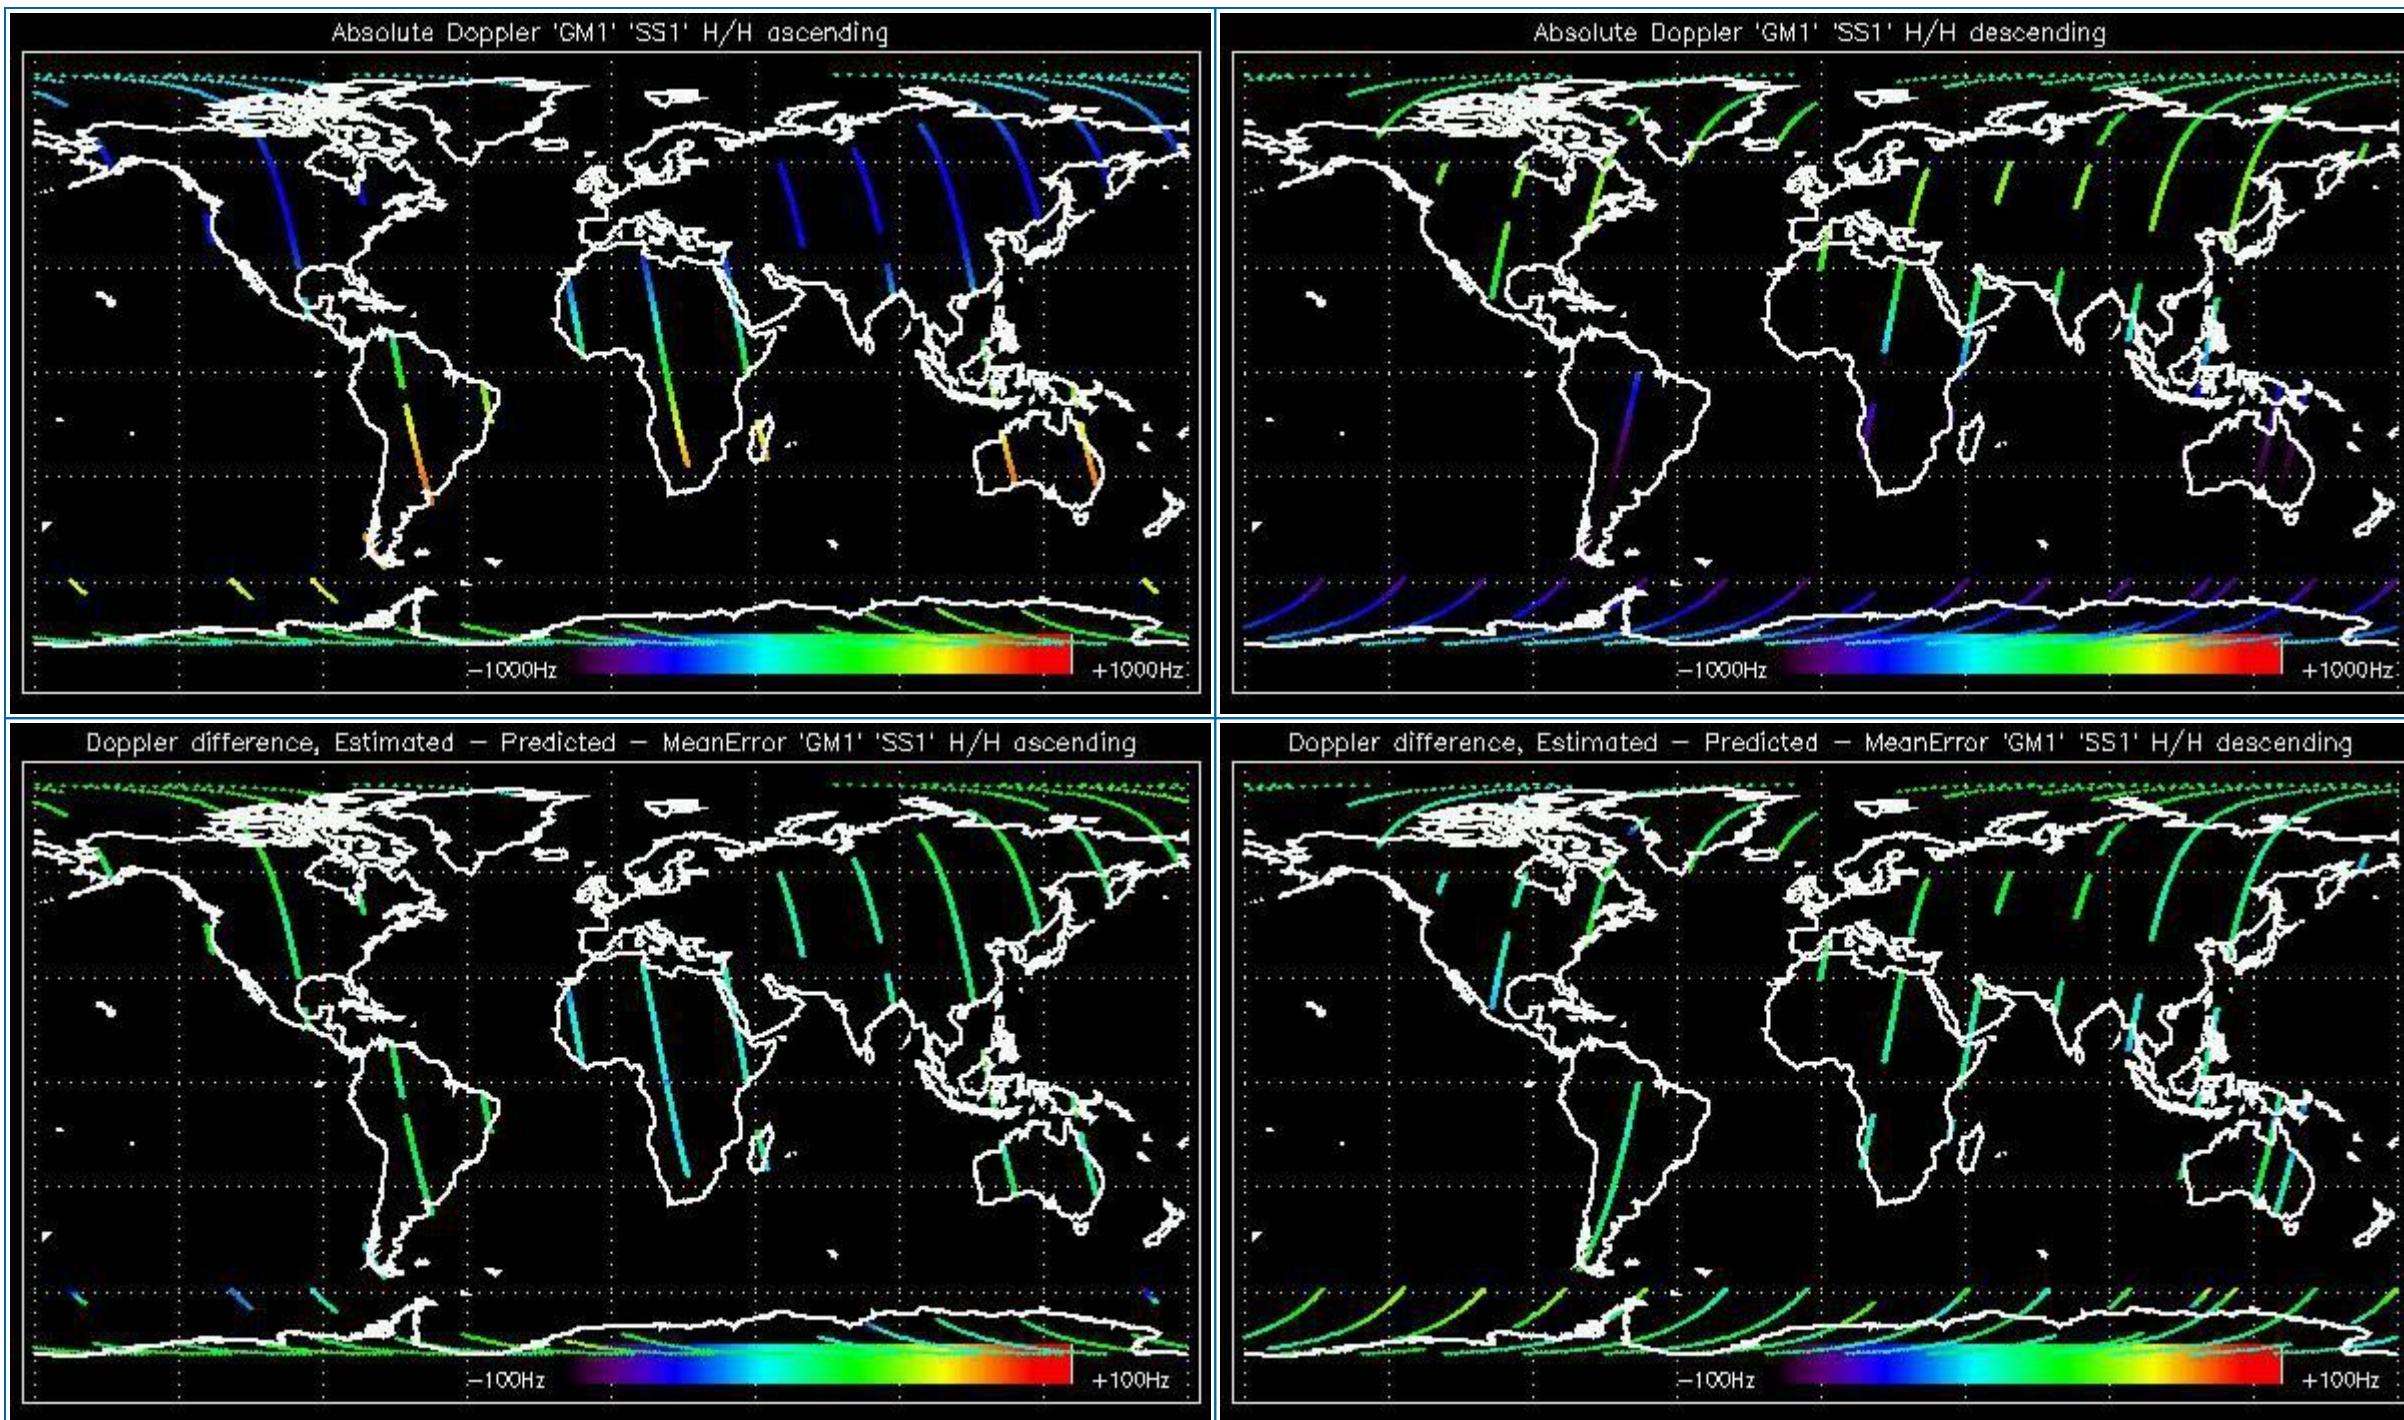 Absolute Doppler 'GM1' 'SS1' H/H ascending
-1000Hz +1000Hz
Absolute Doppler 'GM1' 'SS1' H/H descending
-1000Hz +1000Hz
Doppler difference, Estimated - Predicted - MeanError 'GM1' 'SS1' H/H ascending
-100Hz +100Hz
Doppler difference, Estimated - Predicted - MeanError 'GM1' 'SS1' H/H descending
-100Hz +100Hz